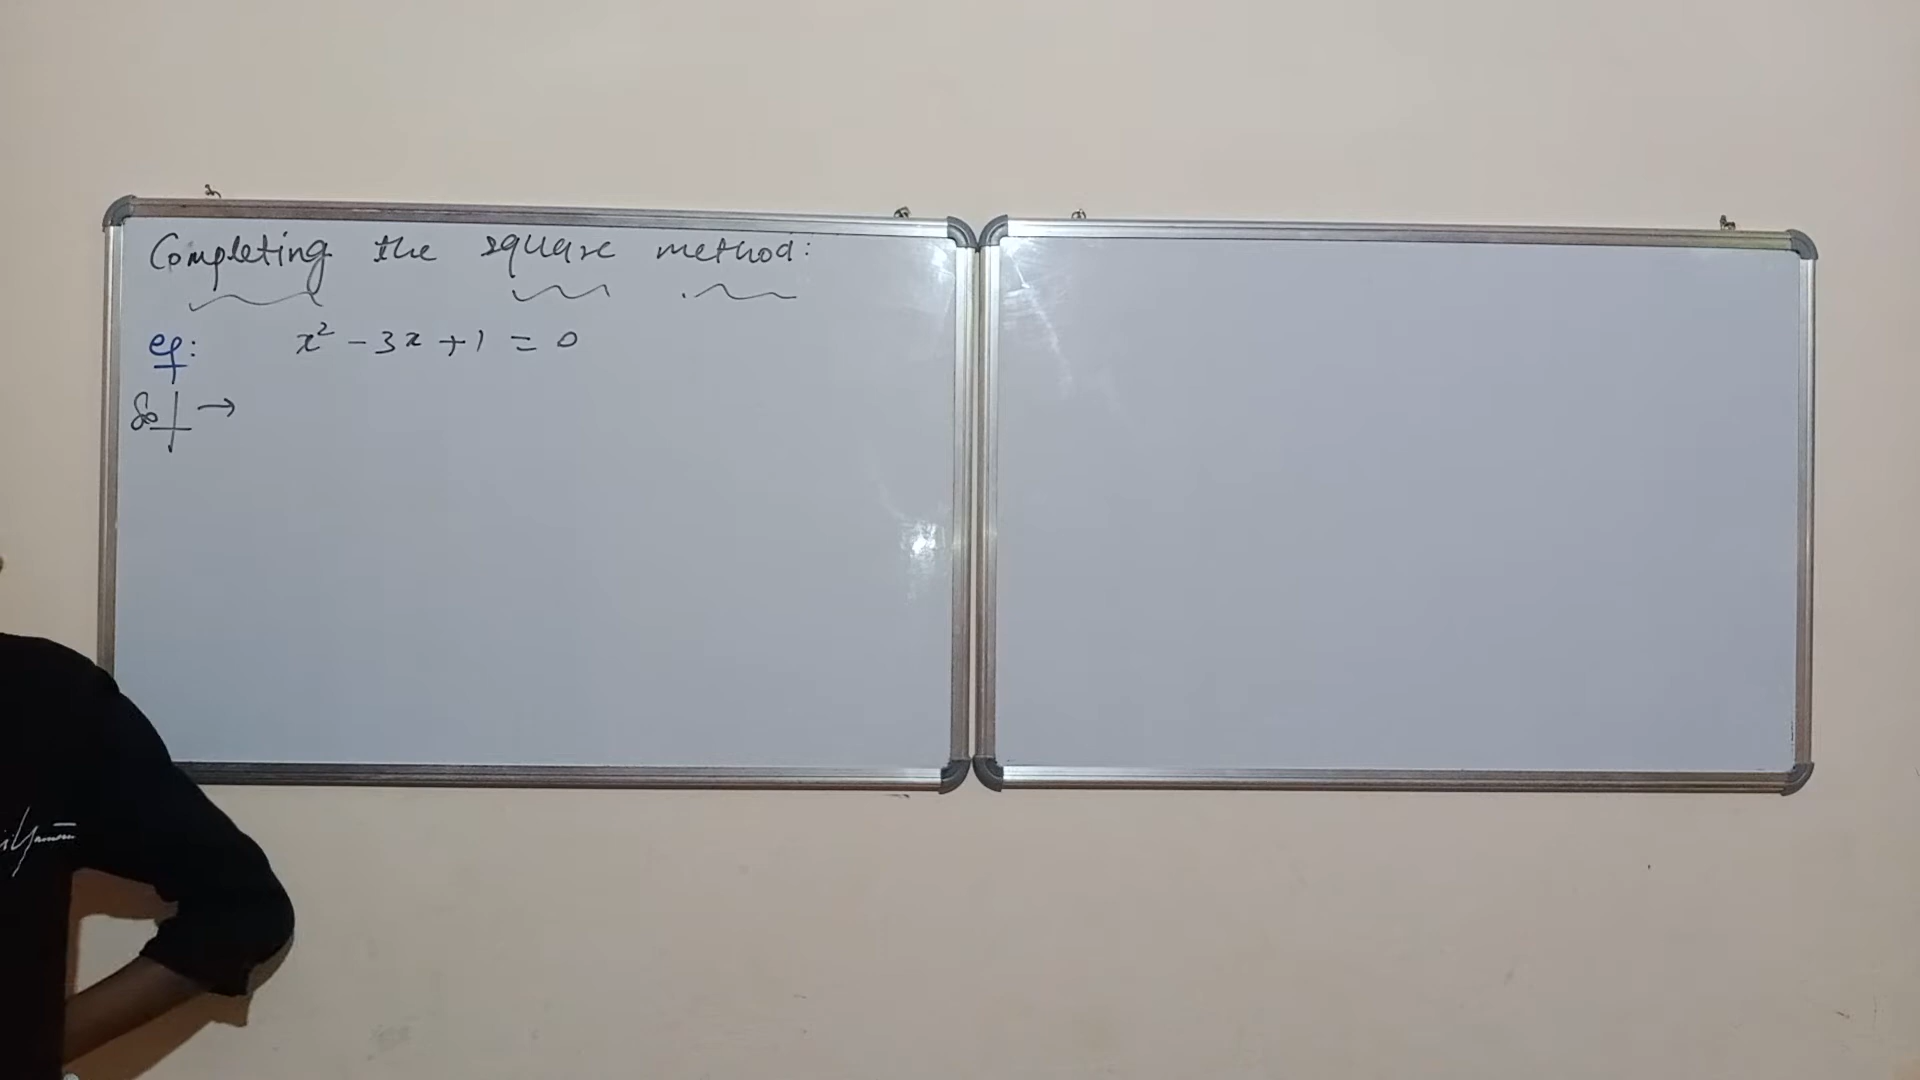 Completing the square method:
eg: x² - 3x + 1 = 0
Sol →